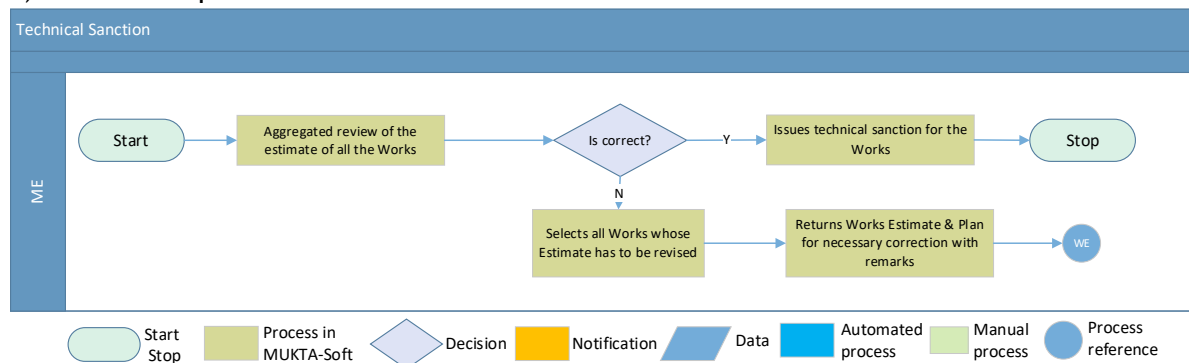 Technical Sanction
ME
Start
Aggregated review of the
estimate of all the Works
Is correct?
Y
Issues technical sanction for the
Works
Stop
N
Selects all Works whose
Estimate has to be revised
Returns Works Estimate & Plan
for necessary correction with
remarks
WE
Start
Stop
Process in
MUKTA-Soft
Decision
Notification
Data
Automated
process
Manual
process
Process
reference